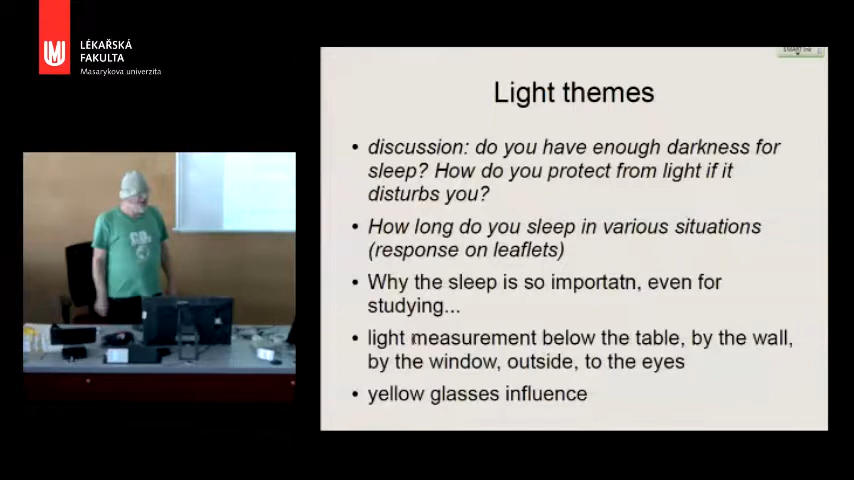 LÉKAŘSKÁ
FAKULTA
Masarykova univerzita
Light themes
• discussion: do you have enough darkness for
sleep? How do you protect from light if it
disturbs you?
• How long do you sleep in various situations
(response on leaflets)
• Why the sleep is so importatn, even for
studying...
• light measurement below the table, by the wall,
by the window, outside, to the eyes
• yellow glasses influence